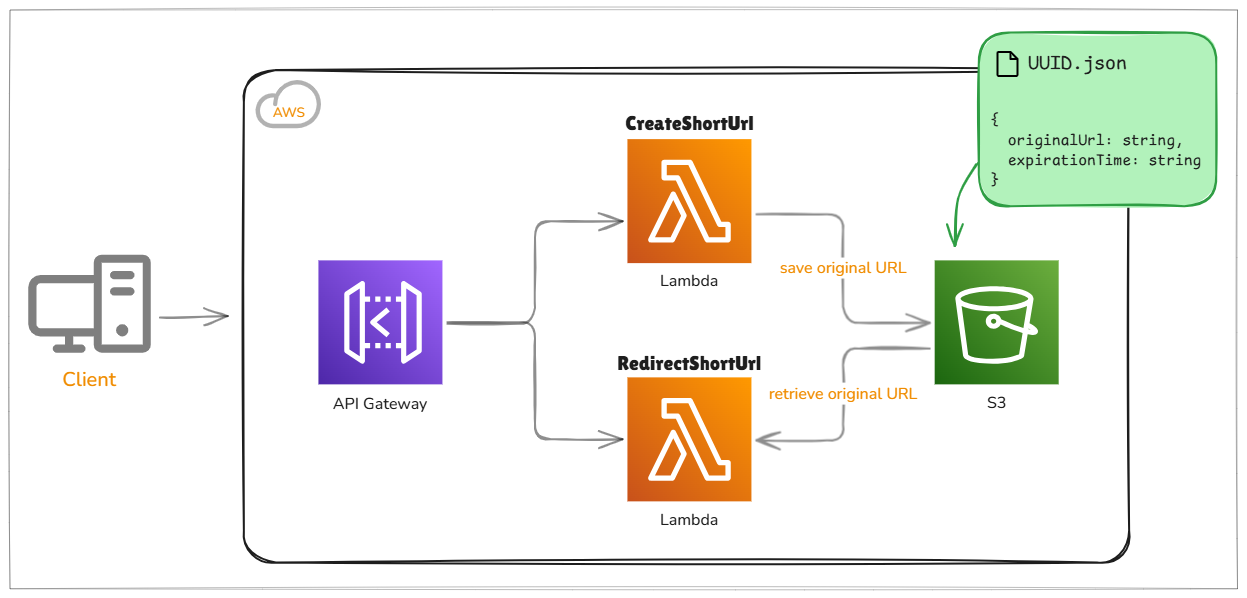 UUID.json
{
originalUrl: string,
expirationTime: string
}
AWS
CreateShortUrl
Lambda
save original URL
Client
API Gateway
RedirectShortUrl
retrieve original URL
S3
Lambda